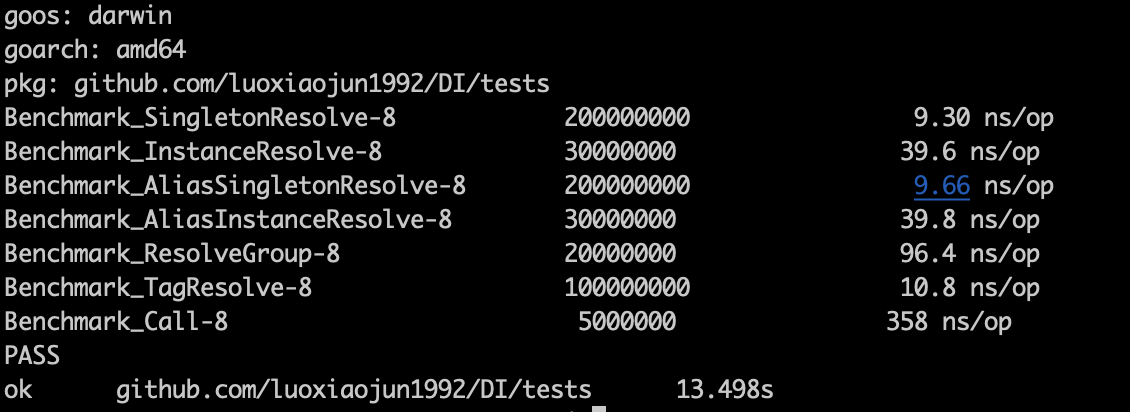 goos: darwin
goarch: amd64
pkg: github.com/luoxiaojun1992/DI/tests
Benchmark_SingletonResolve-8 200000000 9.30 ns/op
Benchmark_InstanceResolve-8 30000000 39.6 ns/op
Benchmark_AliasSingletonResolve-8 200000000 9.66 ns/op
Benchmark_AliasInstanceResolve-8 30000000 39.8 ns/op
Benchmark_ResolveGroup-8 20000000 96.4 ns/op
Benchmark_TagResolve-8 100000000 10.8 ns/op
Benchmark_Call-8 5000000 358 ns/op
PASS
ok github.com/luoxiaojun1992/DI/tests 13.498s